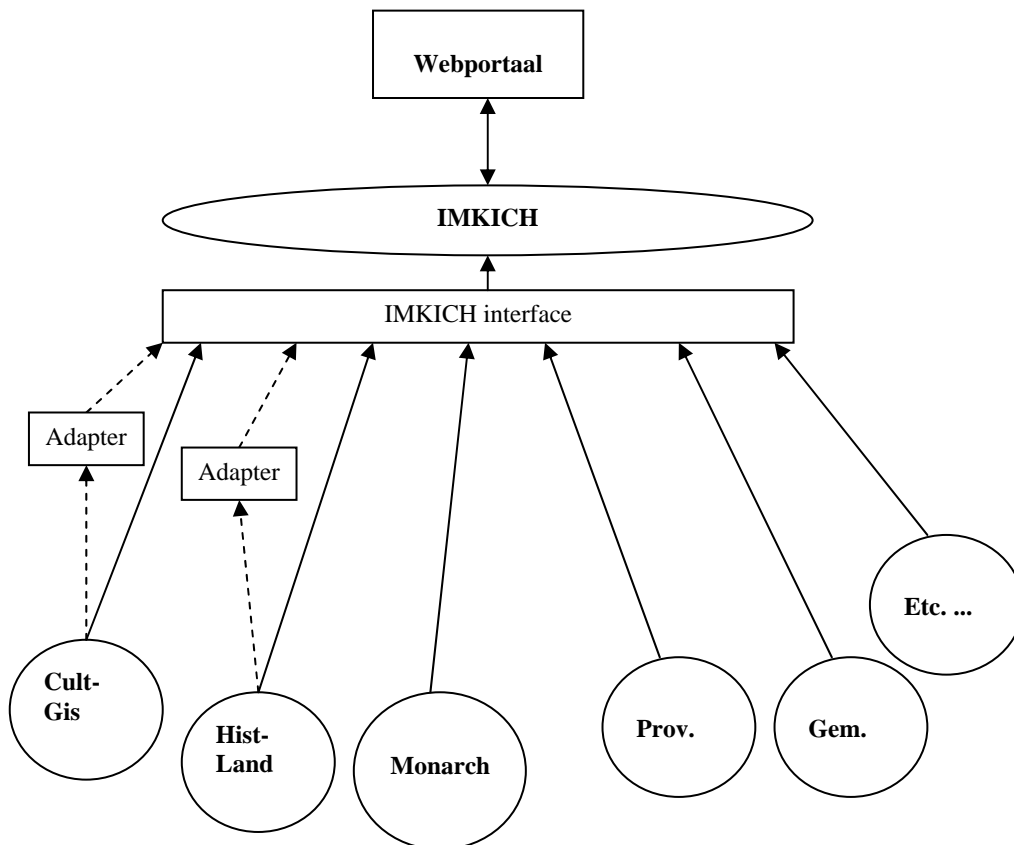 Webportaal
IMKICH
IMKICH interface
Adapter
Adapter
Etc. ...
Cult-
Gis
Hist-
Land
Monarch
Prov.
Gem.